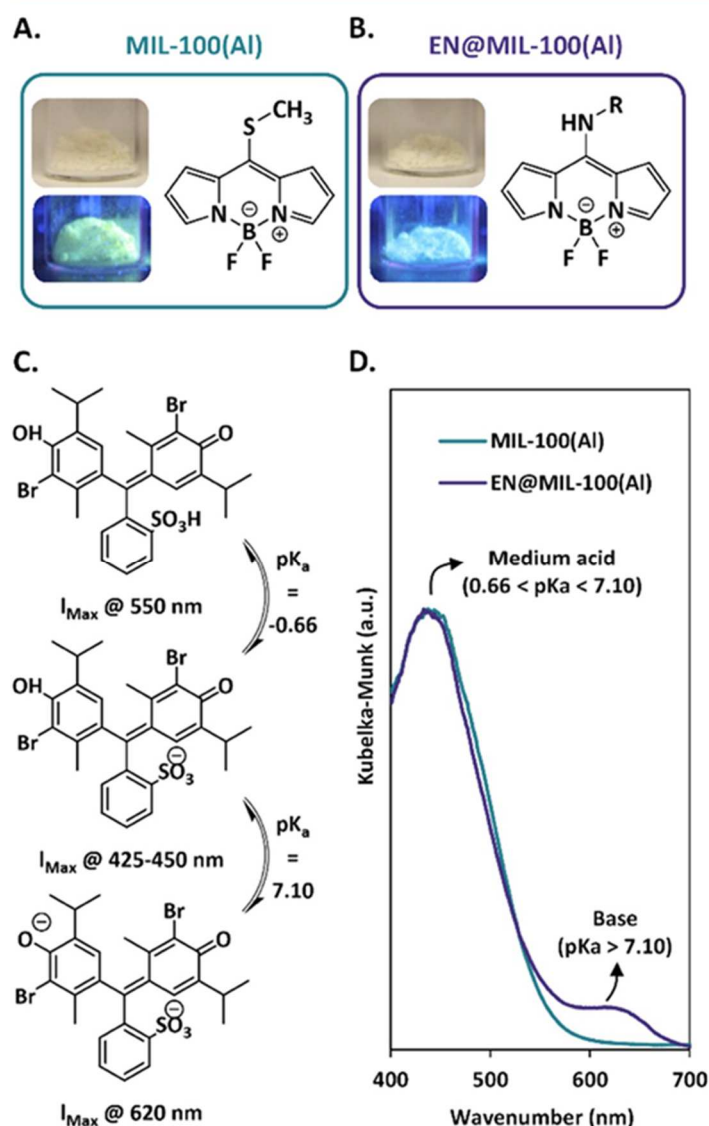 A.
MIL-100(Al)
S
CH3
N
⊖
N
B
⊕
F
F
B.
EN@MIL-100(Al)
HN
R
N
⊖
N
B
⊕
F
F
C.
Br
OH
O
Br
SO3H
IMax @ 550 nm
pKa
=
-0.66
Br
OH
O
Br
⊖
SO3
IMax @ 425-450 nm
pKa
=
7.10
⊖
Br
O
O
Br
⊖
SO3
IMax @ 620 nm
D.
MIL-100(Al)
EN@MIL-100(Al)
Medium acid
(0.66 < pKa < 7.10)
Base
(pKa > 7.10)
Kubelka-Munk (a.u.)
400 500 600 700
Wavenumber (nm)